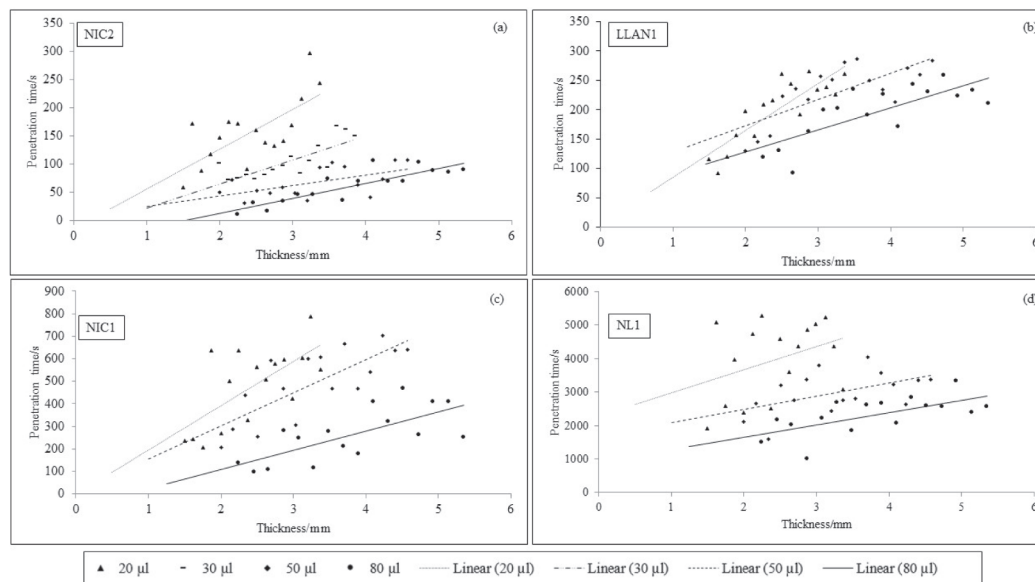 (a)
NIC2
350
300
250
200
150
100
50
0
Penetration time/s
0 1 2 3 4 5 6
Thickness/mm
(b)
LLAN1
350
300
250
200
150
100
50
0
Penetration time/s
0 1 2 3 4 5 6
Thickness/mm
(c)
NIC1
900
800
700
600
500
400
300
200
100
0
Penetration time/s
0 1 2 3 4 5 6
Thickness/mm
(d)
NL1
6000
5000
4000
3000
2000
1000
0
Penetration time/s
0 1 2 3 4 5 6
Thickness/mm
20 µl 30 µl 50 µl 80 µl Linear (20 µl) Linear (30 µl) Linear (50 µl) Linear (80 µl)